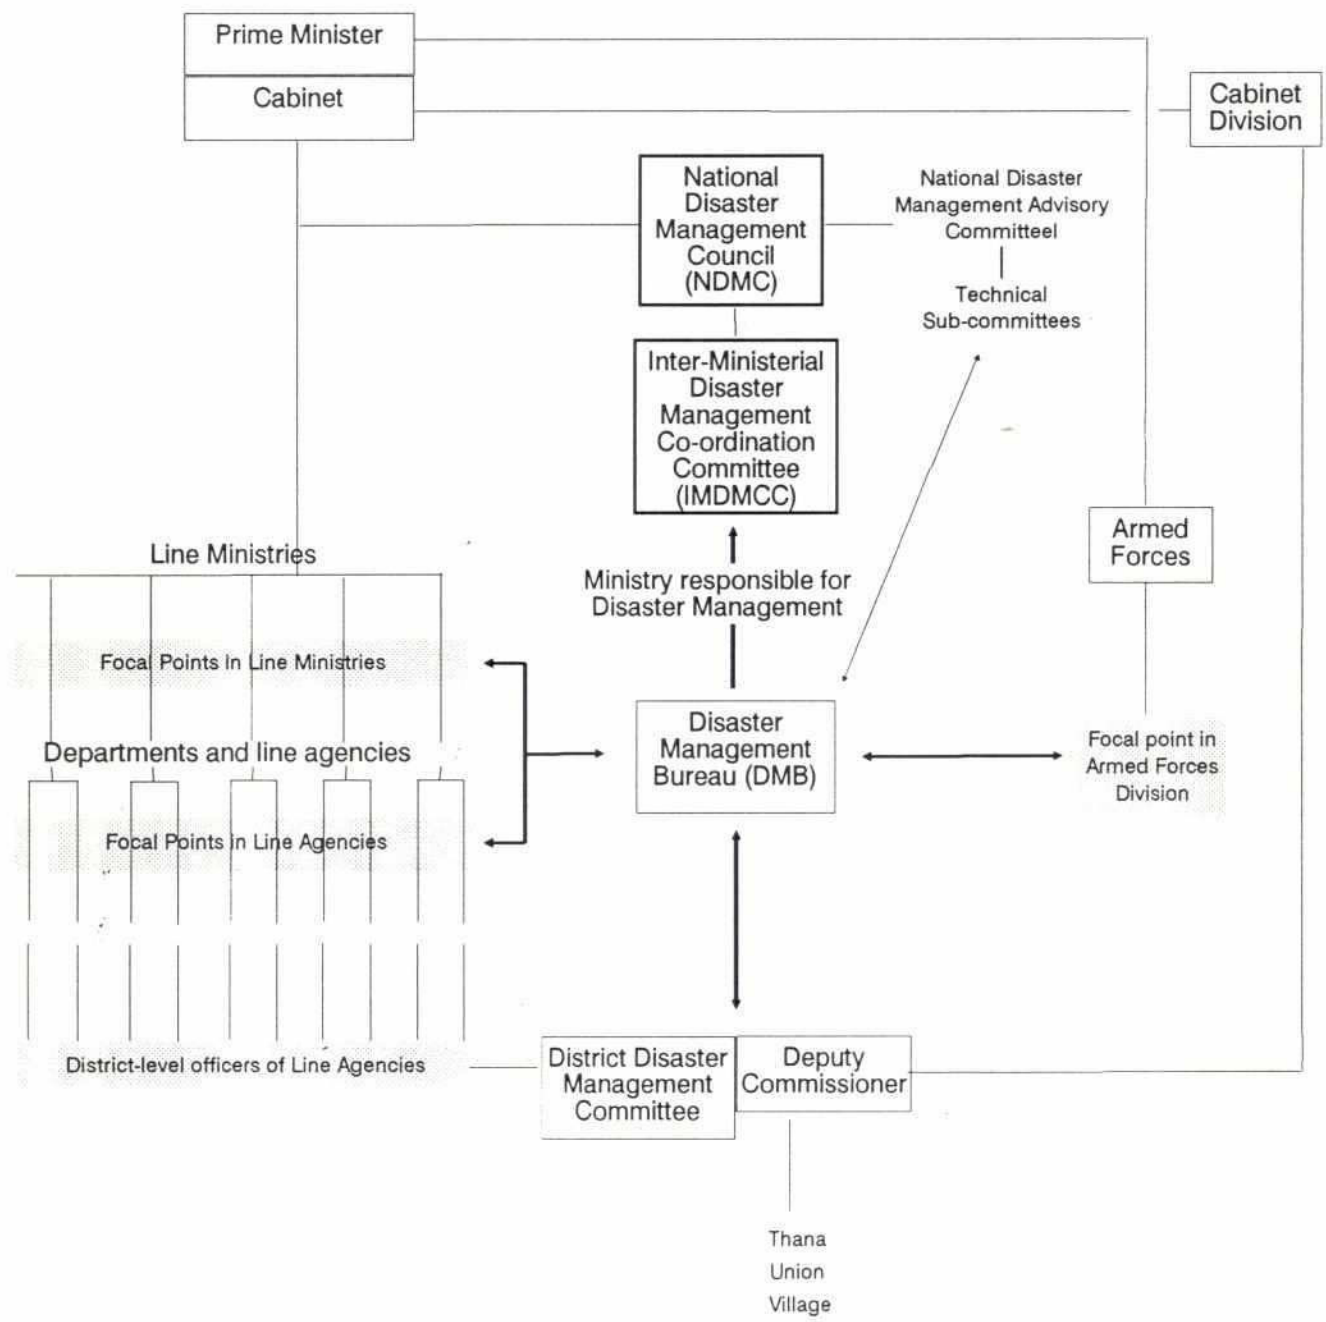 Prime Minister
Cabinet
Cabinet
Division
National
Disaster
Management
Council
(NDMC)
National Disaster
Management Advisory
Committeel
Technical
Sub-committees
Inter-Ministerial
Disaster
Management
Co-ordination
Committee
(IMDMCC)
Armed
Forces
Line Ministries
Ministry responsible for
Disaster Management
Focal Points In Line Ministries
Departments and line agencies
Disaster
Management
Bureau (DMB)
Focal point in
Armed Forces
Division
Focal Points in Line Agencies
District-level officers of Line Agencies
District Disaster
Management
Committee
Deputy
Commissioner
Thana
Union
Village